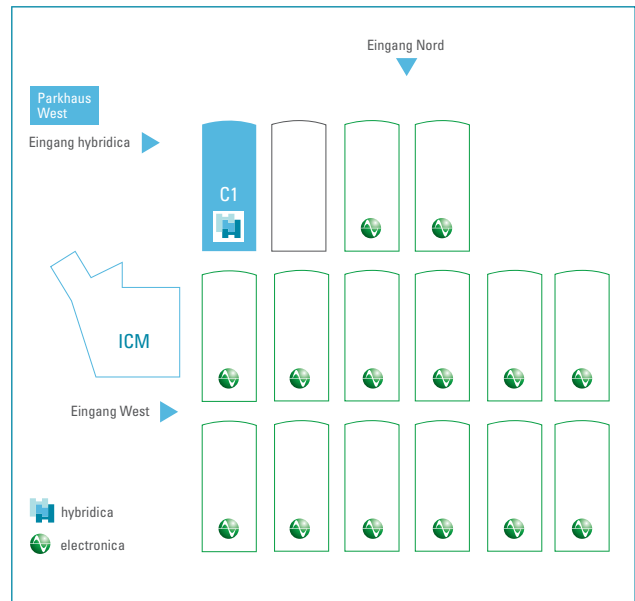 Eingang Nord
Parkhaus
West
Eingang hybridica
C1
ICM
Eingang West
hybridica
electronica